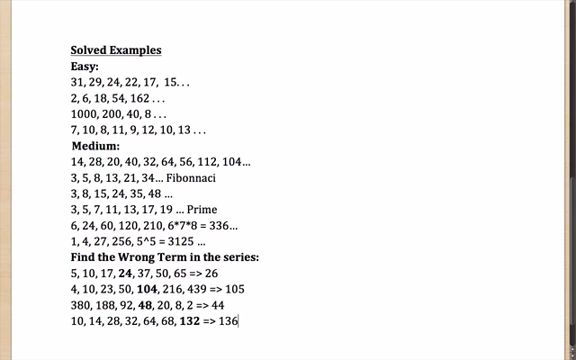 Solved Examples
Easy:
31, 29, 24, 22, 17, 15. . .
2, 6, 18, 54, 162 . . .
1000, 200, 40, 8 . . .
7, 10, 8, 11, 9, 12, 10, 13 . . .
Medium:
14, 28, 20, 40, 32, 64, 56, 112, 104...
3, 5, 8, 13, 21, 34... Fibonnaci
3, 8, 15, 24, 35, 48 ...
3, 5, 7, 11, 13, 17, 19 ... Prime
6, 24, 60, 120, 210, 6*7*8 = 336...
1, 4, 27, 256, 5^5 = 3125 ...
Find the Wrong Term in the series:
5, 10, 17, 24, 37, 50, 65 => 26
4, 10, 23, 50, 104, 216, 439 => 105
380, 188, 92, 48, 20, 8, 2 => 44
10, 14, 28, 32, 64, 68, 132 => 136